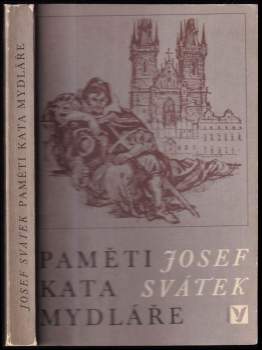 JOSEF SVÁTEK PAMĚTI KATA MYDLÁŘE
PAMĚTI JOSEF
KATA SVÁTEK
MYDLÁŘE